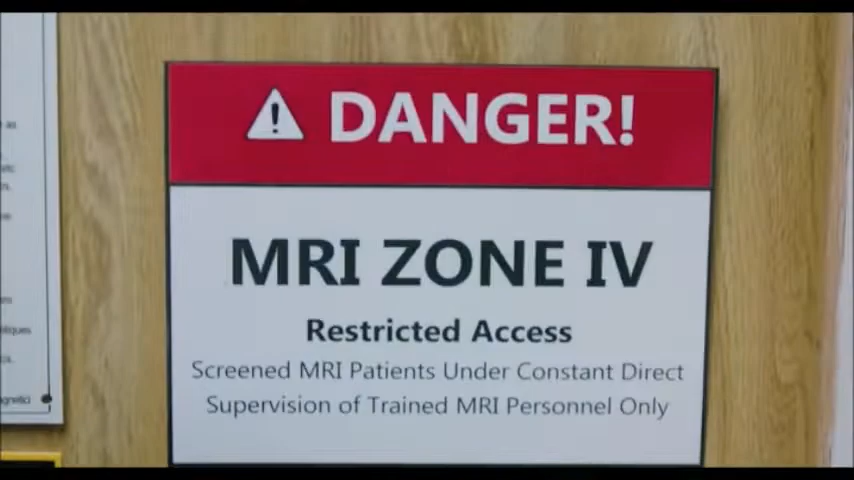 DANGER!
MRI ZONE IV
Restricted Access
Screened MRI Patients Under Constant Direct
Supervision of Trained MRI Personnel Only